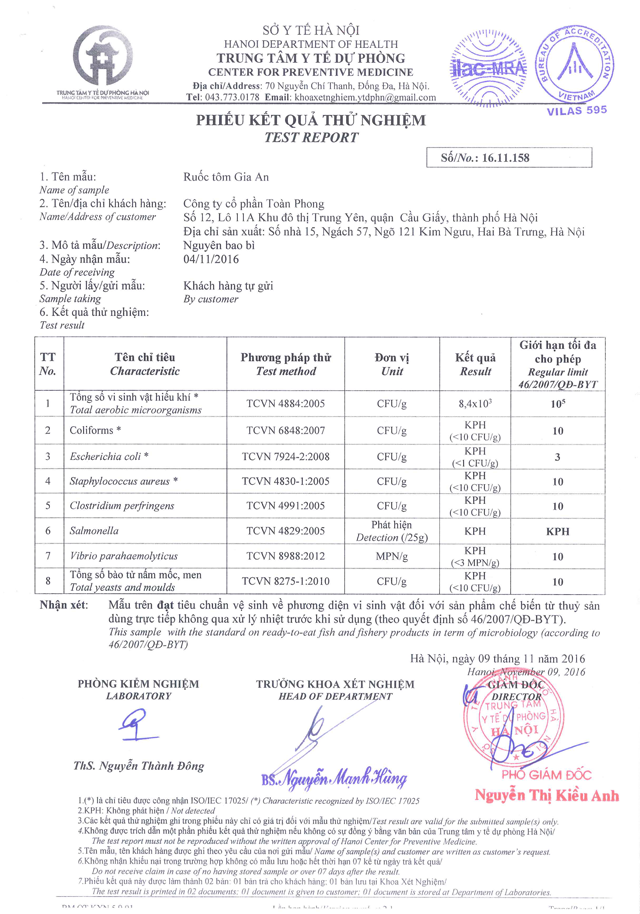 SỞ Y TẾ HÀ NỘI
HANOI DEPARTMENT OF HEALTH
TRUNG TÂM Y TẾ DỰ PHÒNG
CENTER FOR PREVENTIVE MEDICINE
Địa chỉ/Address: 70 Nguyễn Chí Thanh, Đống Đa, Hà Nội.
Tel: 043.773.0178 Email: khoaxetnghiem.ytdphn@gmail.com
TRUNG TÂM Y TẾ DỰ PHÒNG HÀ NỘI
HANOI CENTER FOR PREVENTIVE MEDICINE
ilac-MRA
BUREAU OF ACCREDITATION
VIETNAM
VILAS 595
PHIẾU KẾT QUẢ THỬ NGHIỆM
TEST REPORT
Số/No.: 16.11.158
1. Tên mẫu: Ruốc tôm Gia An
Name of sample
2. Tên/địa chỉ khách hàng: Công ty cổ phần Toàn Phong
Name/Address of customer Số 12, Lô 11A Khu đô thị Trung Yên, quận Cầu Giấy, thành phố Hà Nội
Địa chỉ sản xuất: Số nhà 15, Ngách 57, Ngõ 121 Kim Ngưu, Hai Bà Trưng, Hà Nội
3. Mô tả mẫu/Description: Nguyên bao bì
4. Ngày nhận mẫu: 04/11/2016
Date of receiving
5. Người lấy/gửi mẫu: Khách hàng tự gửi
Sample taking By customer
6. Kết quả thử nghiệm:
Test result
TT No. Tên chỉ tiêu Characteristic Phương pháp thử Test method Đơn vị Unit Kết quả Result Giới hạn tối đa cho phép Regular limit 46/2007/QĐ-BYT
1 Tổng số vi sinh vật hiếu khí * Total aerobic microorganisms TCVN 4884:2005 CFU/g 8,4x10³ 10⁵
2 Coliforms * TCVN 6848:2007 CFU/g KPH (<10 CFU/g) 10
3 Escherichia coli * TCVN 7924-2:2008 CFU/g KPH (<1 CFU/g) 3
4 Staphylococcus aureus * TCVN 4830-1:2005 CFU/g KPH (<10 CFU/g) 10
5 Clostridium perfringens TCVN 4991:2005 CFU/g KPH (<10 CFU/g) 10
6 Salmonella TCVN 4829:2005 Phát hiện Detection (/25g) KPH KPH
7 Vibrio parahaemolyticus TCVN 8988:2012 MPN/g KPH (<3 MPN/g) 10
8 Tổng số bào tử nấm mốc, men Total yeasts and moulds TCVN 8275-1:2010 CFU/g KPH (<10 CFU/g) 10
Nhận xét: Mẫu trên đạt tiêu chuẩn vệ sinh về phương diện vi sinh vật đối với sản phẩm chế biến từ thuỷ sản
dùng trực tiếp không qua xử lý nhiệt trước khi sử dụng (theo quyết định số 46/2007/QĐ-BYT).
This sample with the standard on ready-to-eat fish and fishery products in term of microbiology (according to
46/2007/QĐ-BYT)
Hà Nội, ngày 09 tháng 11 năm 2016
Hanoi, November 09, 2016
PHÒNG KIỂM NGHIỆM TRƯỞNG KHOA XÉT NGHIỆM GIÁM ĐỐC
LABORATORY HEAD OF DEPARTMENT DIRECTOR
TRUNG TÂM
Y TẾ DỰ PHÒNG
HÀ NỘI
ThS. Nguyễn Thành Đông
BS. Nguyễn Mạnh Hùng
PHÓ GIÁM ĐỐC
Nguyễn Thị Kiều Anh
1.(*) là chỉ tiêu được công nhận ISO/IEC 17025/ (*) Characteristic recognized by ISO/IEC 17025
2.KPH: Không phát hiện / Not detected
3.Các kết quả thử nghiệm ghi trong phiếu này chỉ có giá trị đối với mẫu thử nghiệm/Test result are valid for the submitted sample(s) only.
4.Không được trích dẫn một phần phiếu kết quả thử nghiệm nếu không có sự đồng ý bằng văn bản của Trung tâm y tế dự phòng Hà Nội/
The test report must be not reproduced without the written approval of Hanoi Center for Preventive Medicine.
5.Tên mẫu, tên khách hàng được ghi theo yêu cầu của nơi gửi mẫu/ Name of sample(s) and customer are written as customer's request.
6.Không nhận khiếu nại trong trường hợp không có mẫu lưu hoặc hết thời hạn 07 kể từ ngày trả kết quả/
Do not receive claim in case of no having stored sample or over 07 days after the result.
7.Phiếu kết quả này được làm thành 02 bản: 01 bản trả cho khách hàng; 01 bản lưu tại Khoa Xét Nghiệm/
The test result is printed in 02 documents: 01 document is given to customer; 01 document is stored at Department of Laboratories.